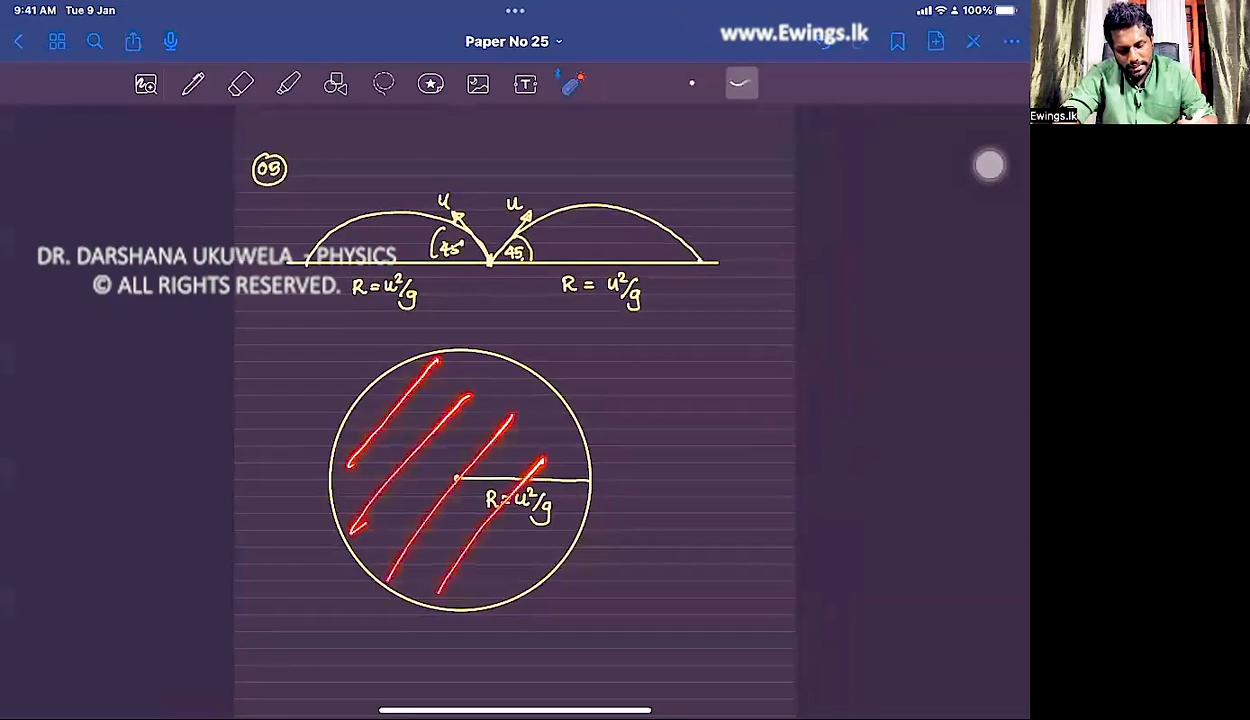 9:41 AM Tue 9 Jan
100%
Paper No 25
www.Ewings.lk
Ewings.lk
09
u u
45 45
DR. DARSHANA UKUWELA - PHYSICS
© ALL RIGHTS RESERVED.
R = u²/g R = u²/g
R = u²/g